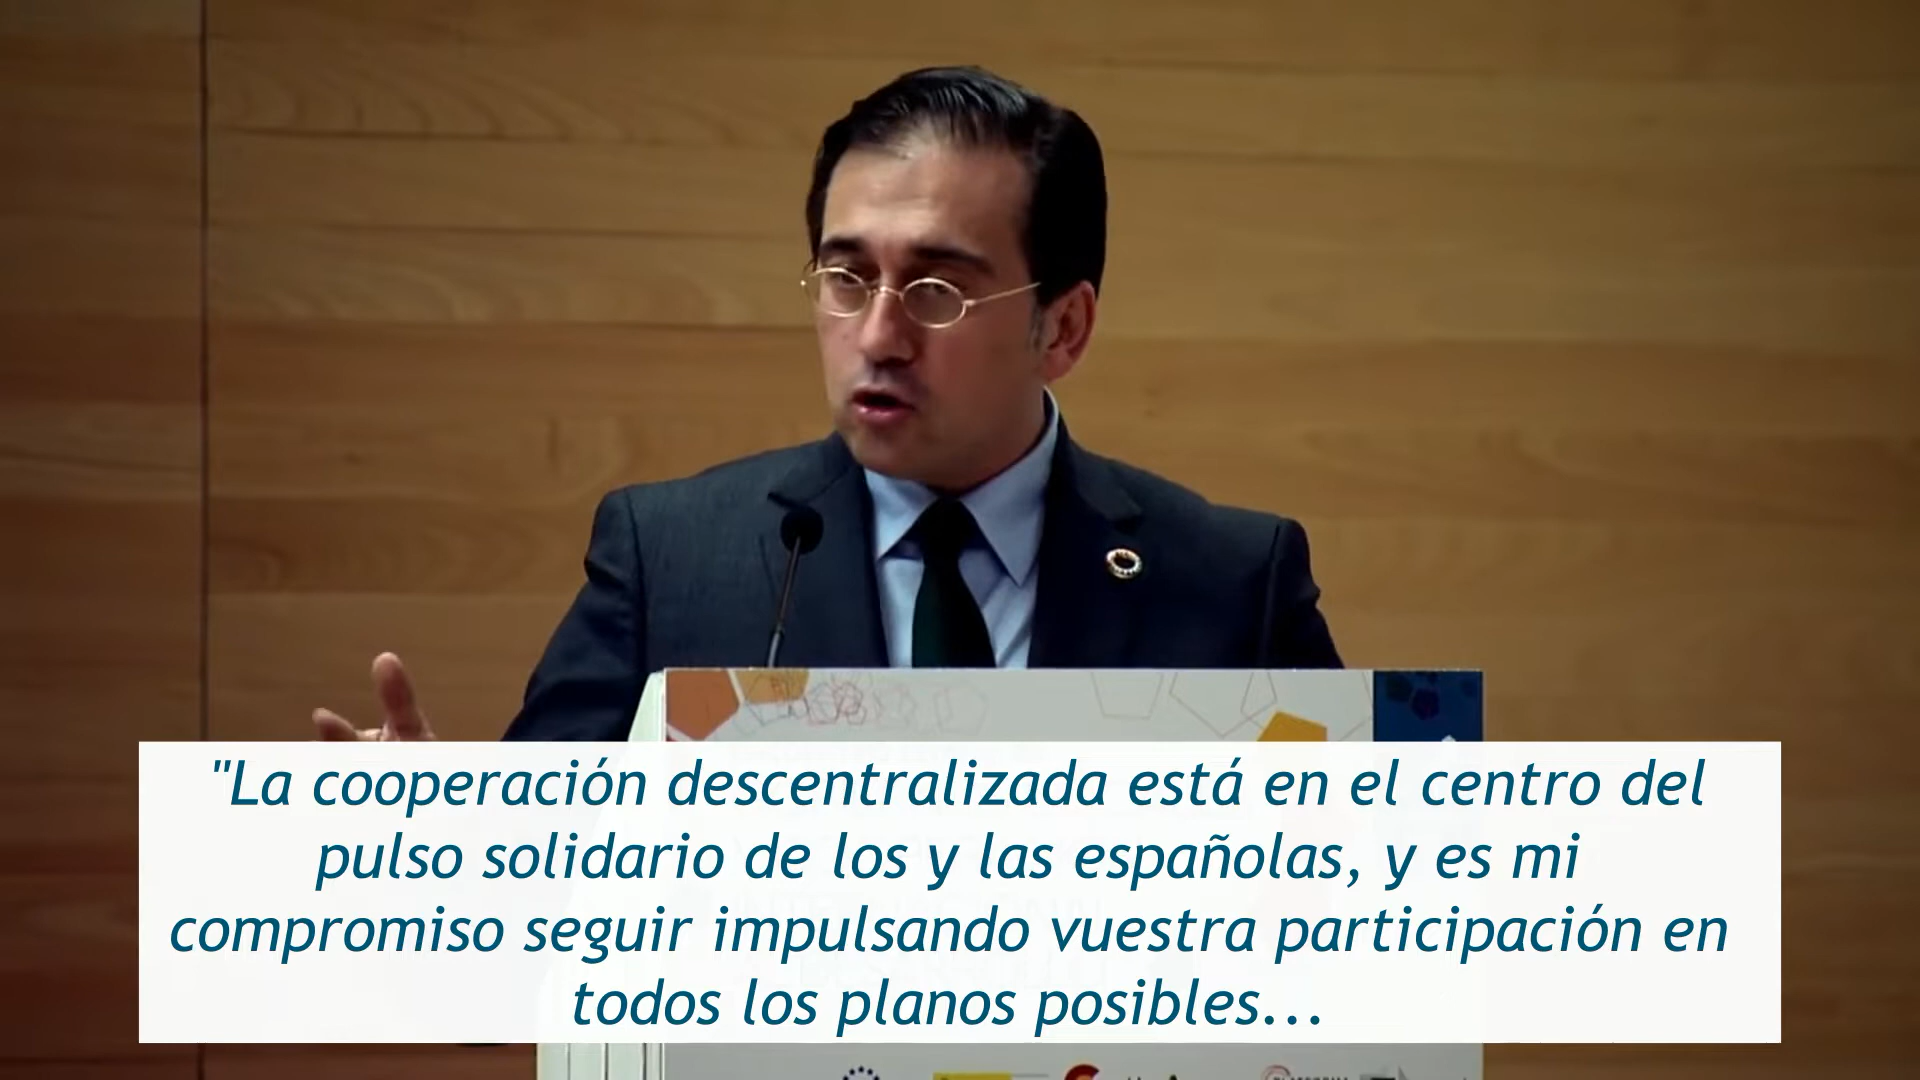 "La cooperación descentralizada está en el centro del
pulso solidario de los y las españolas, y es mi
compromiso seguir impulsando vuestra participación en
todos los planos posibles...